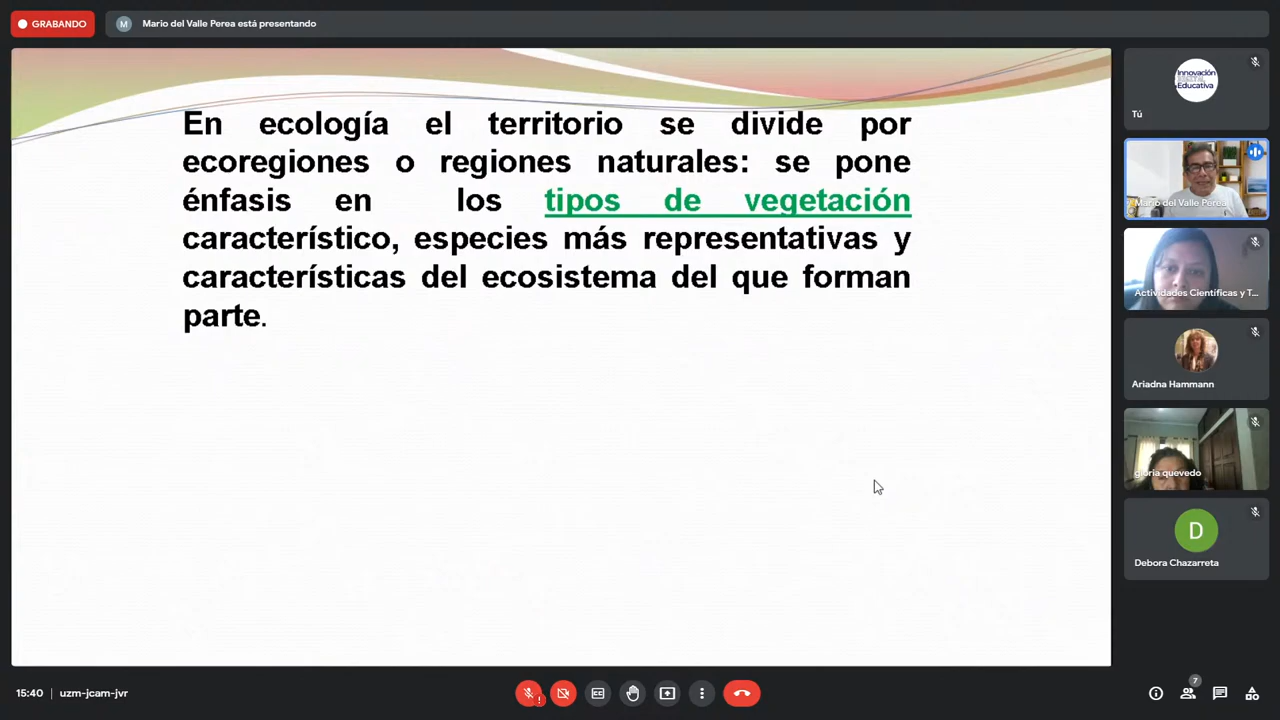 GRABANDO
M
Mario del Valle Perea está presentando
En ecología el territorio se divide por
ecoregiones o regiones naturales: se pone
énfasis en los tipos de vegetación
característico, especies más representativas y
características del ecosistema del que forman
parte.
Innovación
Educativa
Tú
Mario del Valle Perea
Actividades Científicas y T...
Ariadna Hammann
gloria quevedo
D
Debora Chazarreta
15:40 | uzm-jcam-jvr
7